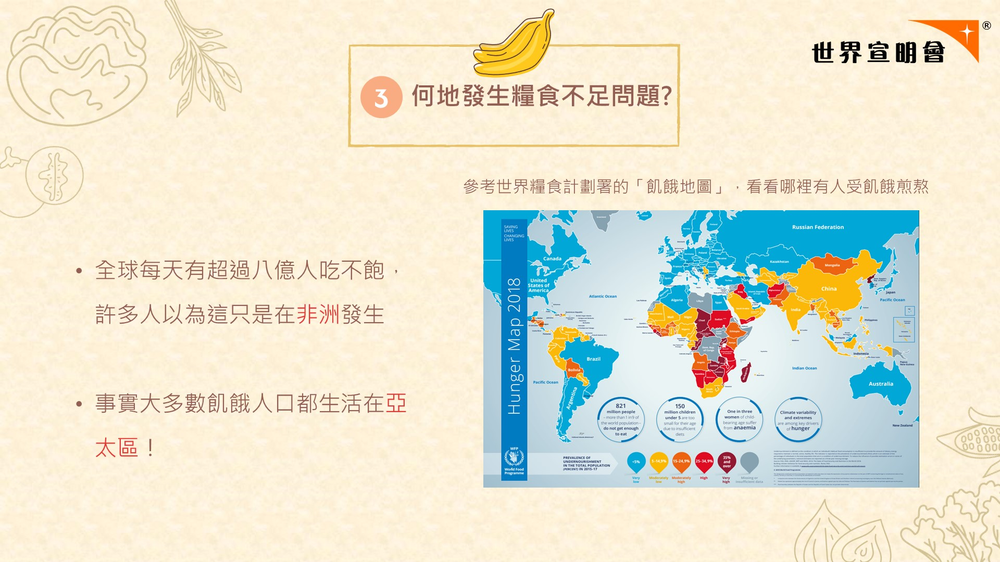 世界宣明會®
3 何地發生糧食不足問題?
參考世界糧食計劃署的「飢餓地圖」，看看哪裡有人受飢餓煎熬
• 全球每天有超過八億人吃不飽，
許多人以為這只是在非洲發生
• 事實大多數飢餓人口都生活在亞
太區！
SAVING
LIVES
CHANGING
LIVES
Hunger Map 2018
WFP
World Food
Programme
Russian Federation
Canada
United
States of
America
Atlantic Ocean
Pacific Ocean
Kazakhstan
Mongolia
China
Japan
Pacific Ocean
India
Algeria
Libya
Egypt
Mali
Niger
Chad
Sudan
Ethiopia
Kenya
Angola
Zambia
Namibia
Brazil
Bolivia
Peru
Argentina
Indonesia
Philippines
Papua
New Guinea
Indian Ocean
Australia
New Zealand
Poland
Ukraine
France
Spain
Turkey
Iraq
821
million people
– more than 1 in 9 of
the world population –
do not get enough
to eat
150
million children
under 5 are too
small for their age
due to insufficient
diets
One in three
women of child-
bearing age suffer
from anaemia
Climate variability
and extremes
are among key drivers
of hunger
PREVALENCE OF
UNDERNOURISHMENT
IN THE TOTAL POPULATION
(PERCENT) IN 2015-17
<5%
Very
low
5-14,9%
Moderately
low
15-24,9%
Moderately
high
25-34,9%
High
35%
and
over
Very
high
Missing or
insufficient data